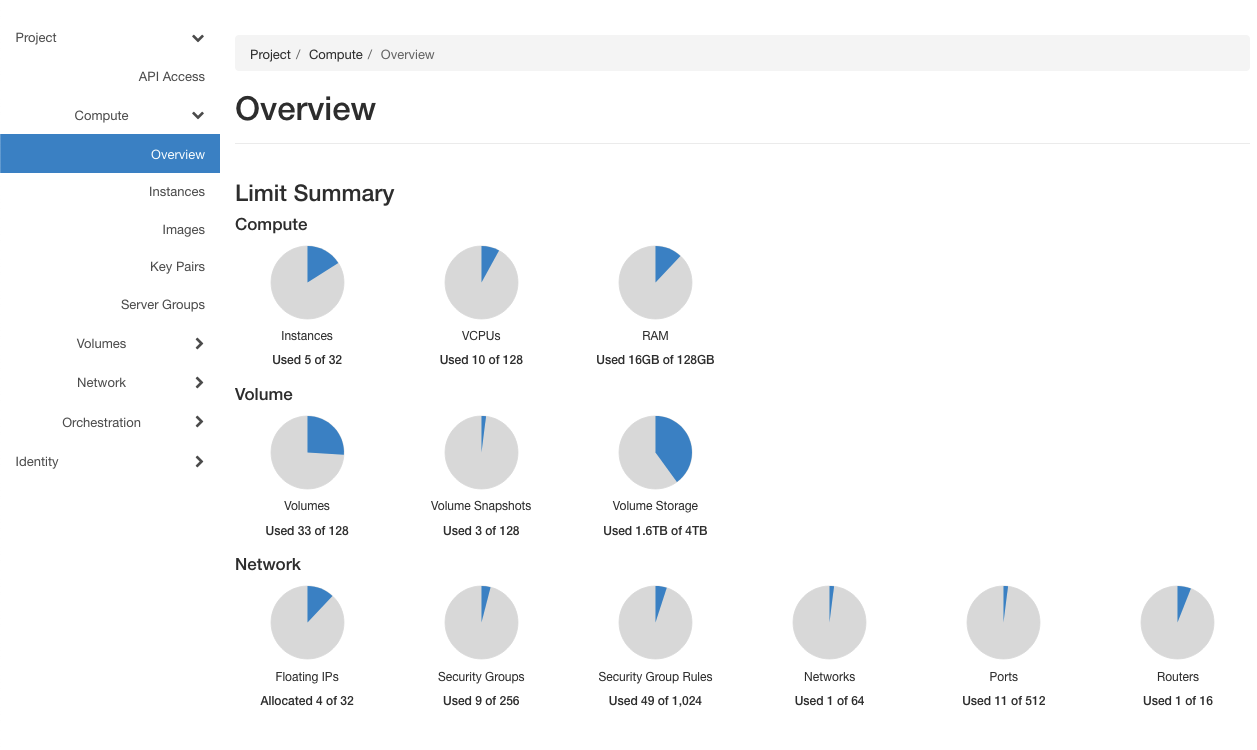 Project
API Access
Compute
Overview
Instances
Images
Key Pairs
Server Groups
Volumes
Network
Orchestration
Identity
Project / Compute / Overview
Overview
Limit Summary
Compute
Instances
Used 5 of 32
VCPUs
Used 10 of 128
RAM
Used 16GB of 128GB
Volume
Volumes
Used 33 of 128
Volume Snapshots
Used 3 of 128
Volume Storage
Used 1.6TB of 4TB
Network
Floating IPs
Allocated 4 of 32
Security Groups
Used 9 of 256
Security Group Rules
Used 49 of 1,024
Networks
Used 1 of 64
Ports
Used 11 of 512
Routers
Used 1 of 16